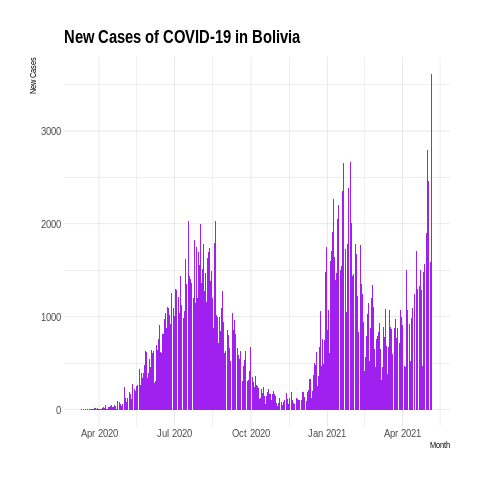 New Cases of COVID-19 in Bolivia
New Cases
3000
2000
1000
0
Apr 2020 Jul 2020 Oct 2020 Jan 2021 Apr 2021
Month